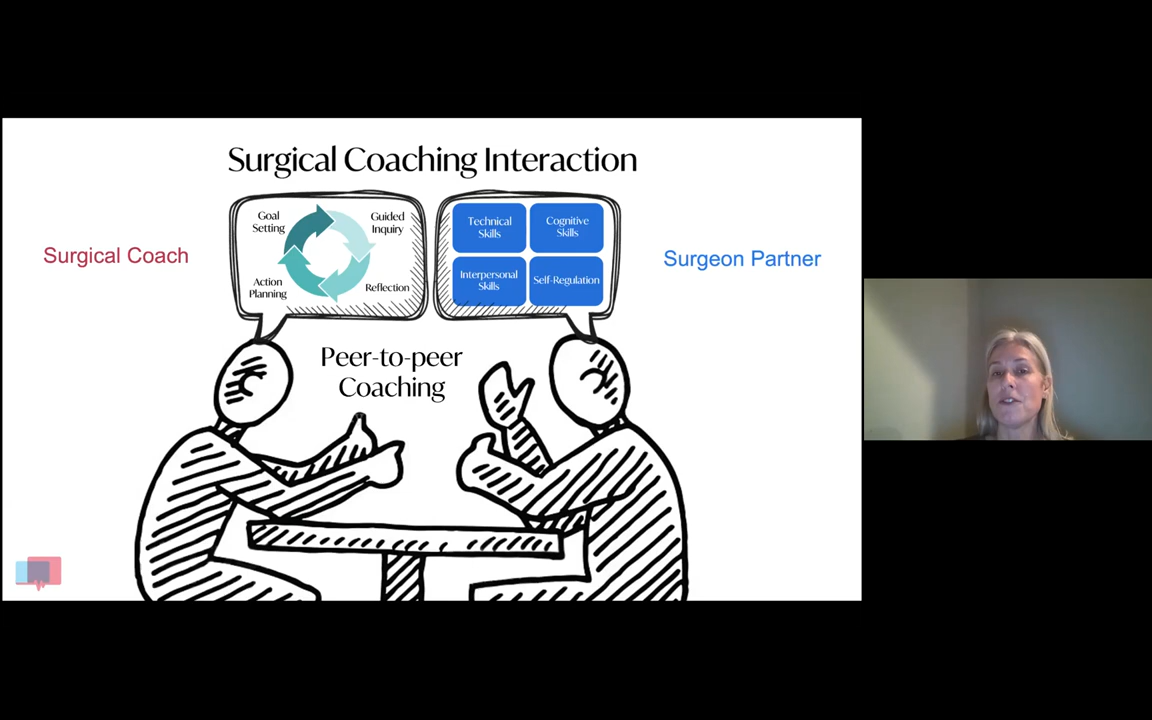 Surgical Coaching Interaction
Surgical Coach
Goal
Setting
Guided
Inquiry
Action
Planning
Reflection
Technical
Skills
Cognitive
Skills
Interpersonal
Skills
Self-Regulation
Surgeon Partner
Peer-to-peer
Coaching